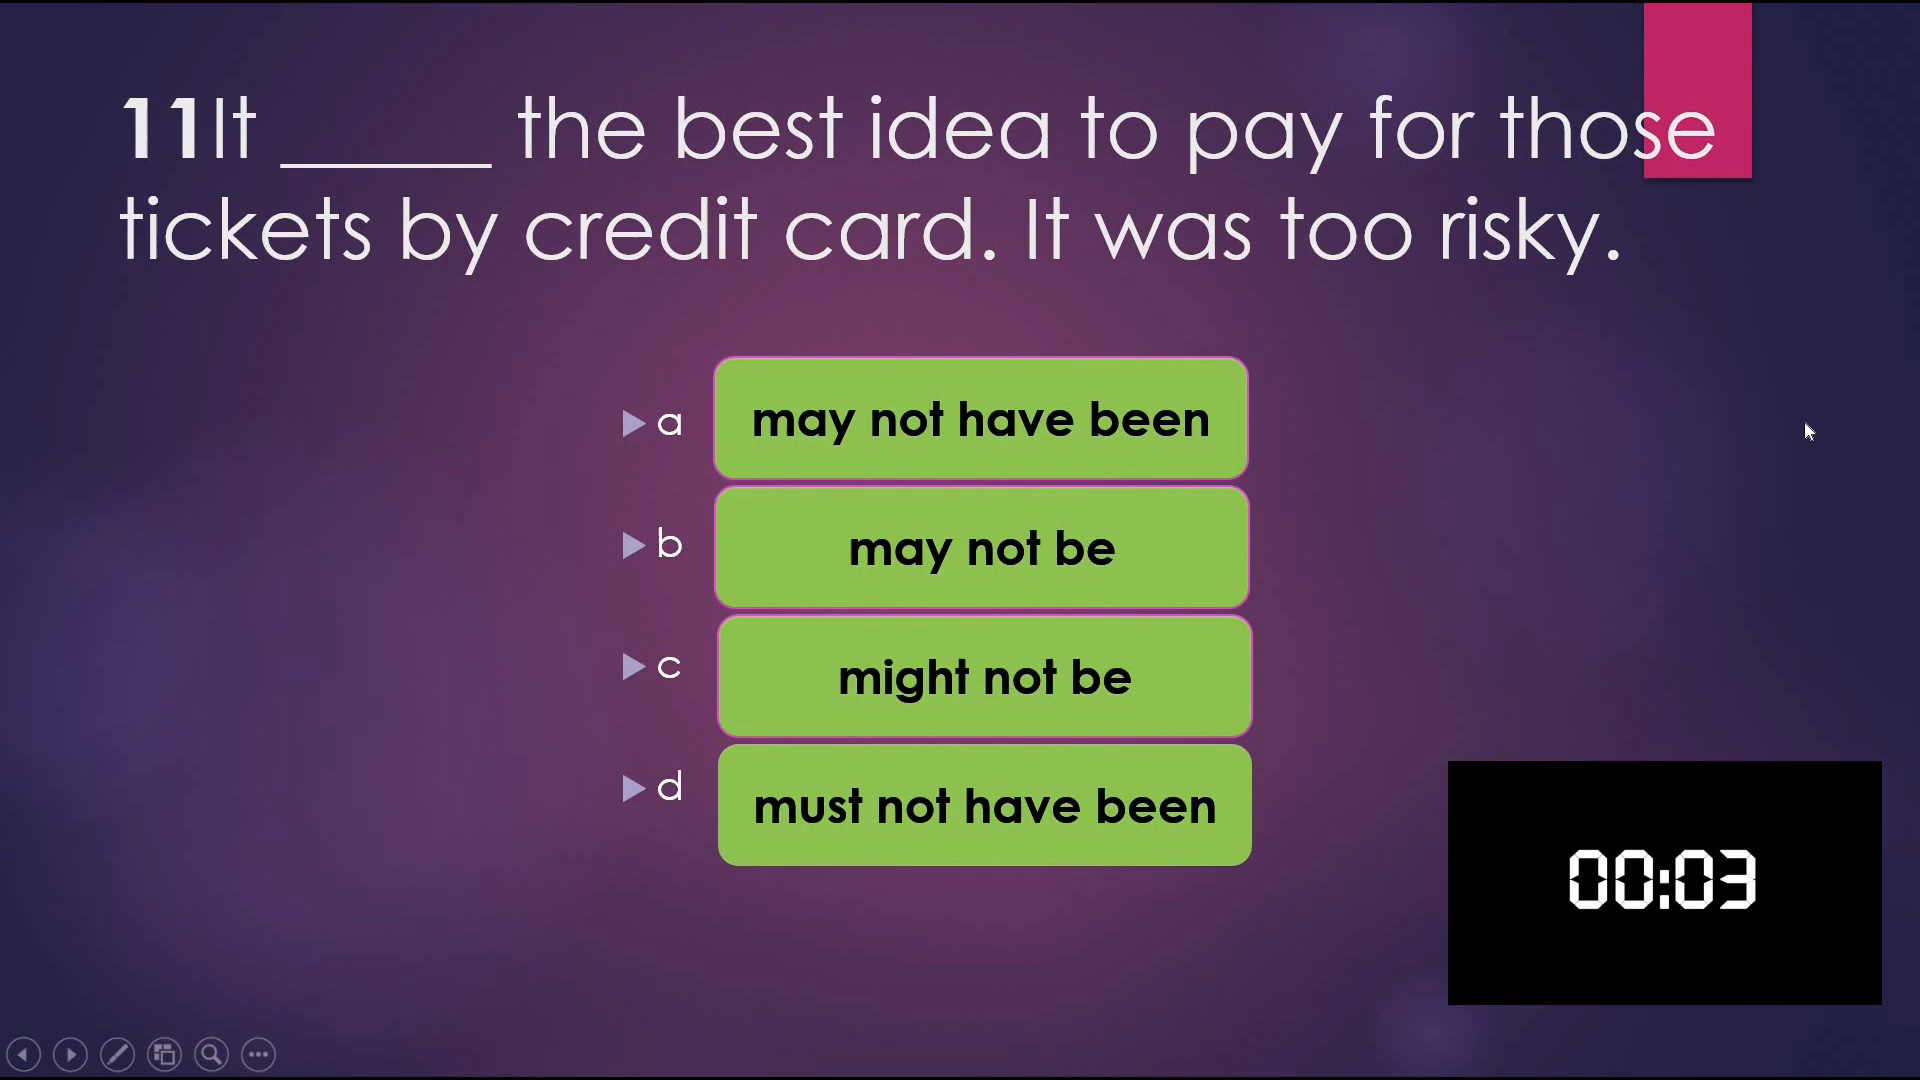 11It _____ the best idea to pay for those
tickets by credit card. It was too risky.
a may not have been
b may not be
c might not be
d must not have been
00:03